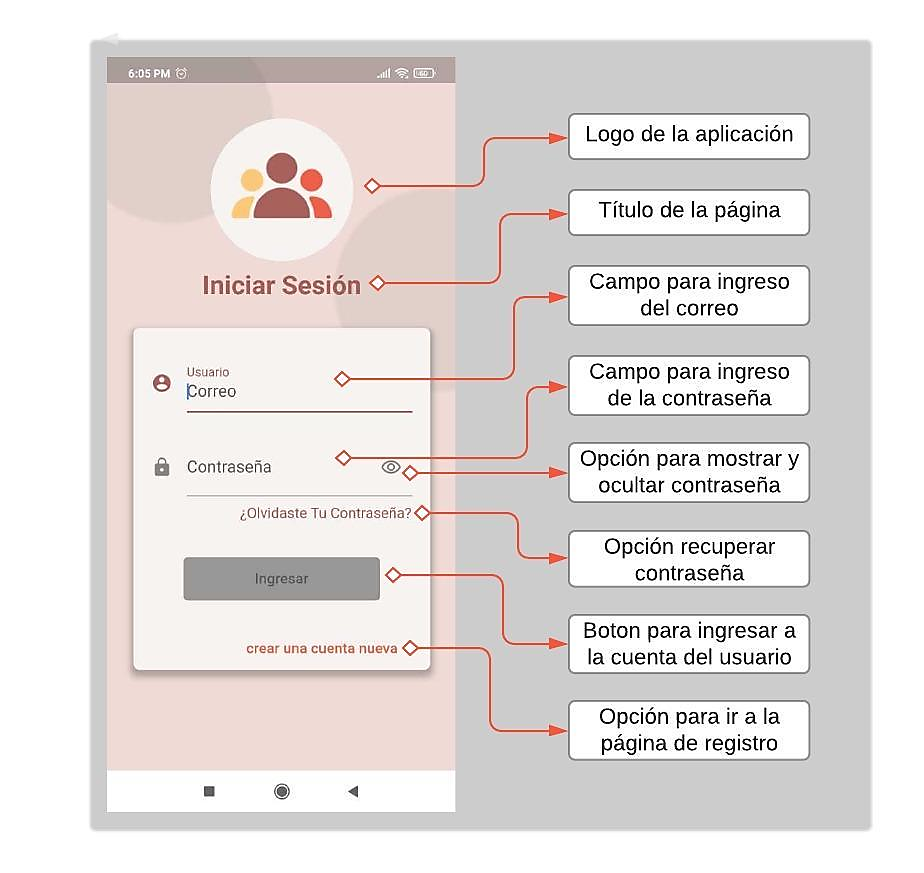 6:05 PM
60
Iniciar Sesión
Usuario
Correo
Contraseña
¿Olvidaste Tu Contraseña?
Ingresar
crear una cuenta nueva
Logo de la aplicación
Título de la página
Campo para ingreso
del correo
Campo para ingreso
de la contraseña
Opción para mostrar y
ocultar contraseña
Opción recuperar
contraseña
Boton para ingresar a
la cuenta del usuario
Opción para ir a la
página de registro